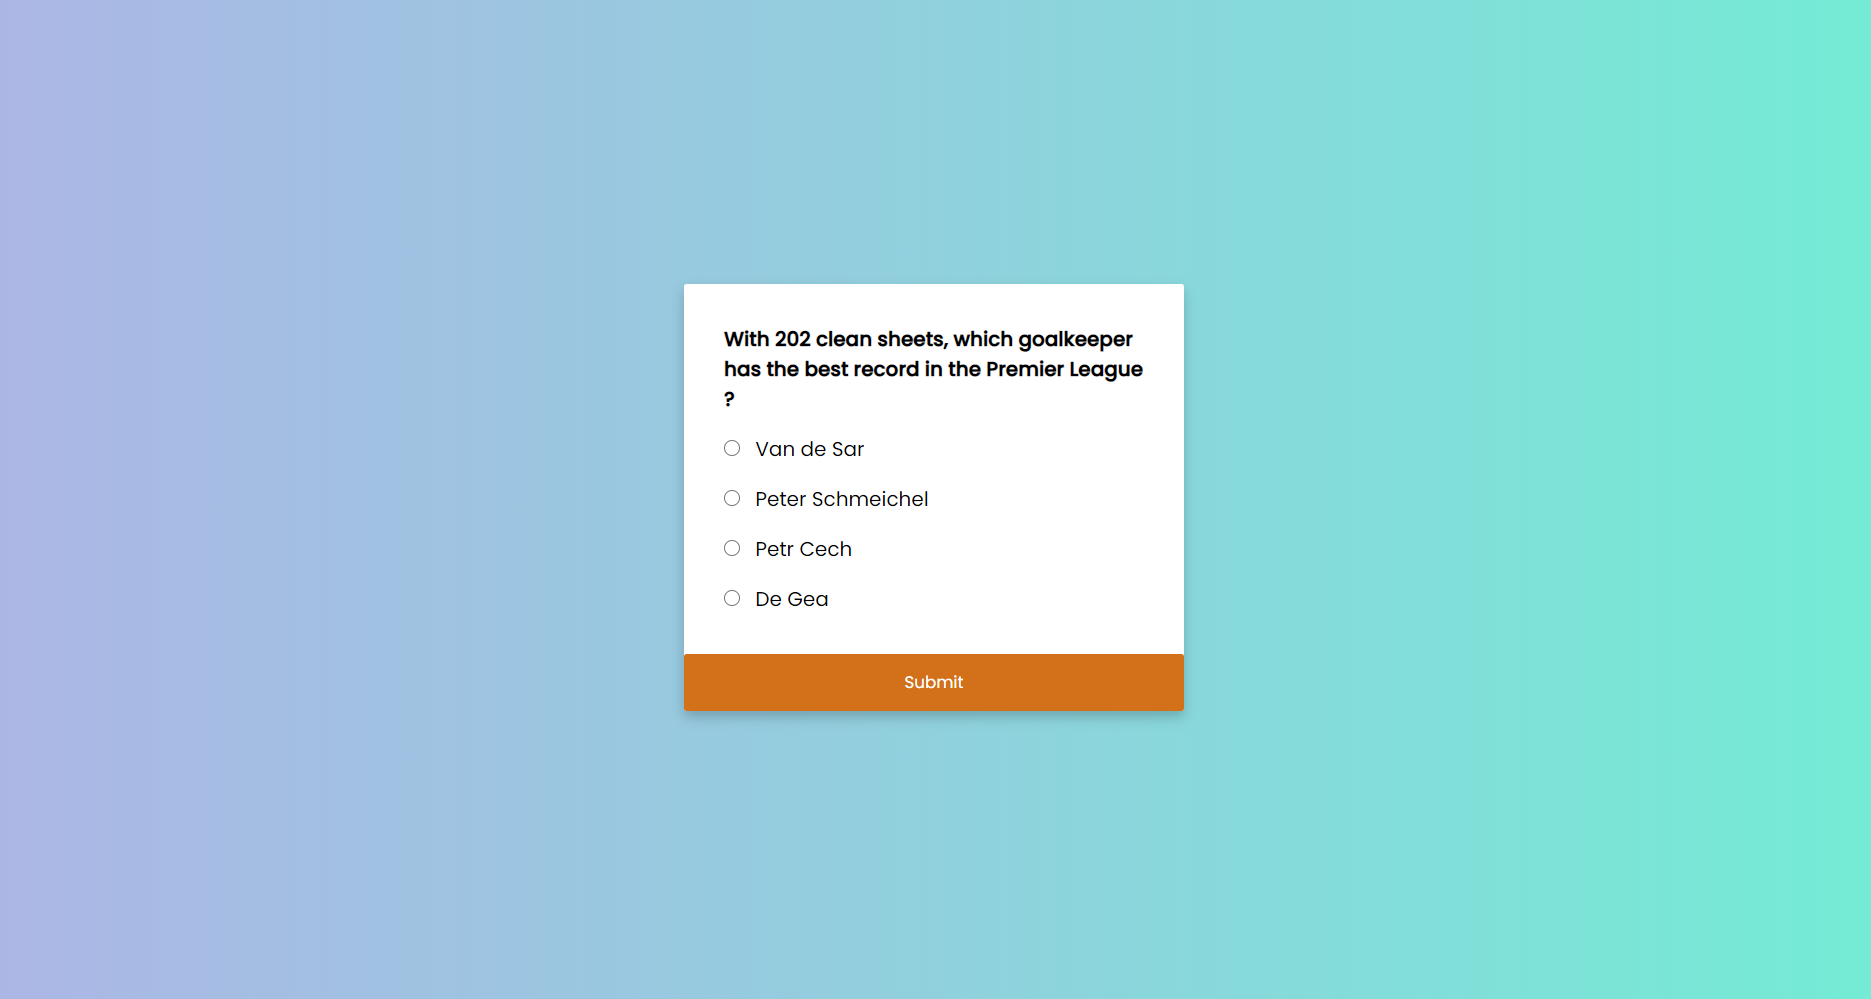 With 202 clean sheets, which goalkeeper
has the best record in the Premier League
?
Van de Sar
Peter Schmeichel
Petr Cech
De Gea
Submit